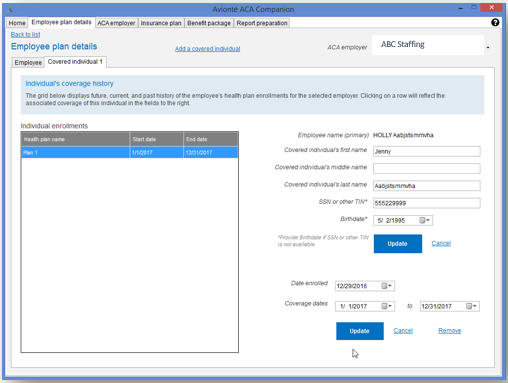 Avionté ACA Companion
Home Employee plan details ACA employer Insurance plan Benefit package Report preparation
Back to list
Employee plan details Add a covered individual ACA employer ABC Staffing
Employee Covered individual 1
Individual's coverage history
The grid below displays future, current, and past history of the employee's health plan enrollments for the selected employer. Clicking on a row will reflect the
associated coverage of this individual in the fields to the right.
Individual enrollments
Health plan name Start date End date
Plan 1 1/1/2017 12/31/2017
Employee name (primary) HOLLY Aabjstsmmvha
Covered individual's first name Jenny
Covered individual's middle name
Covered individual's last name Aabjstsmmvha
SSN or other TIN* 555229999
Birthdate* 5/ 2/1995
*Provide Birthdate if SSN or other TIN
is not available
Update Cancel
Date enrolled 12/29/2016
Coverage dates 1/ 1/2017 to 12/31/2017
Update Cancel Remove